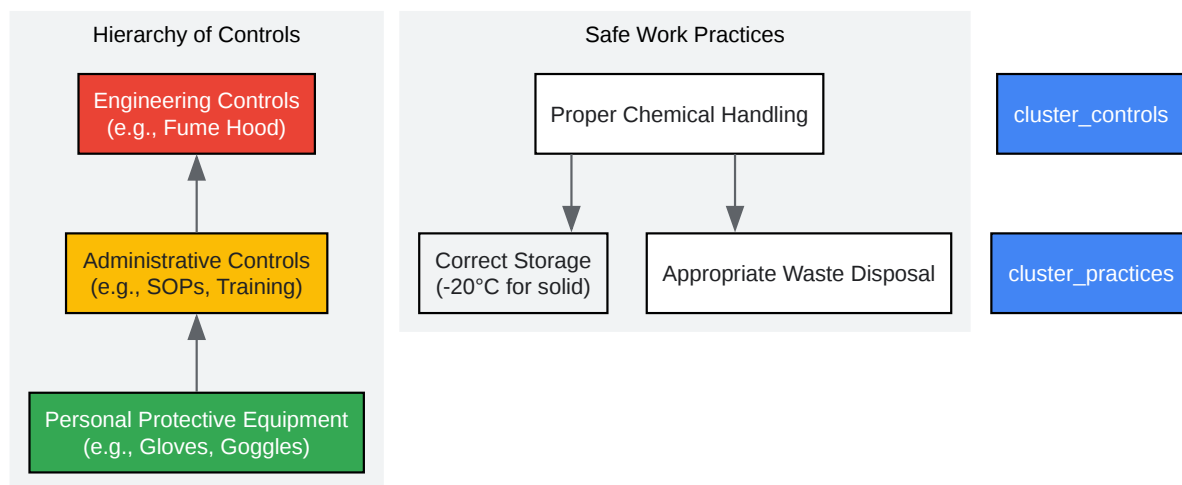 Hierarchy of Controls
Engineering Controls
(e.g., Fume Hood)
Administrative Controls
(e.g., SOPs, Training)
Personal Protective Equipment
(e.g., Gloves, Goggles)
Safe Work Practices
Proper Chemical Handling
Correct Storage
(-20°C for solid)
Appropriate Waste Disposal
cluster_controls
cluster_practices